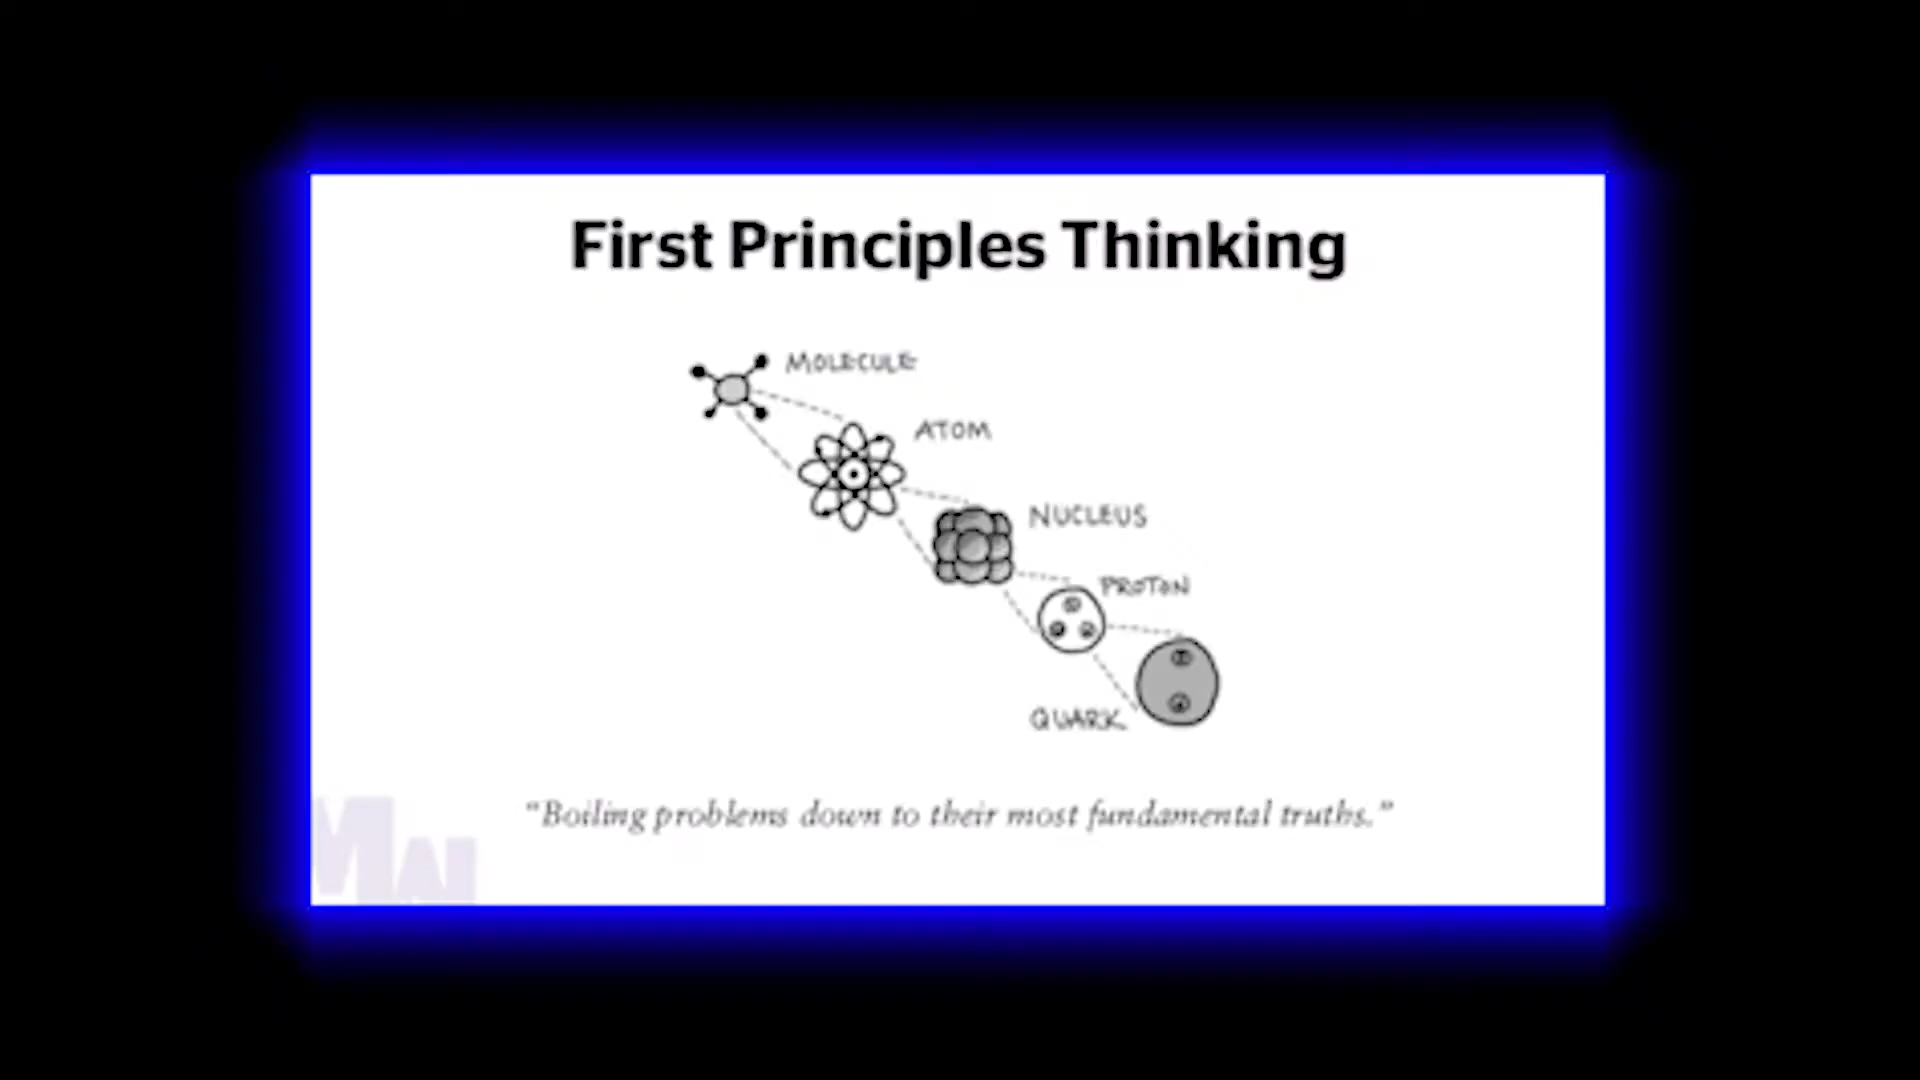 First Principles Thinking
MOLECULE
ATOM
NUCLEUS
PROTON
QUARK
“Boiling problems down to their most fundamental truths.”